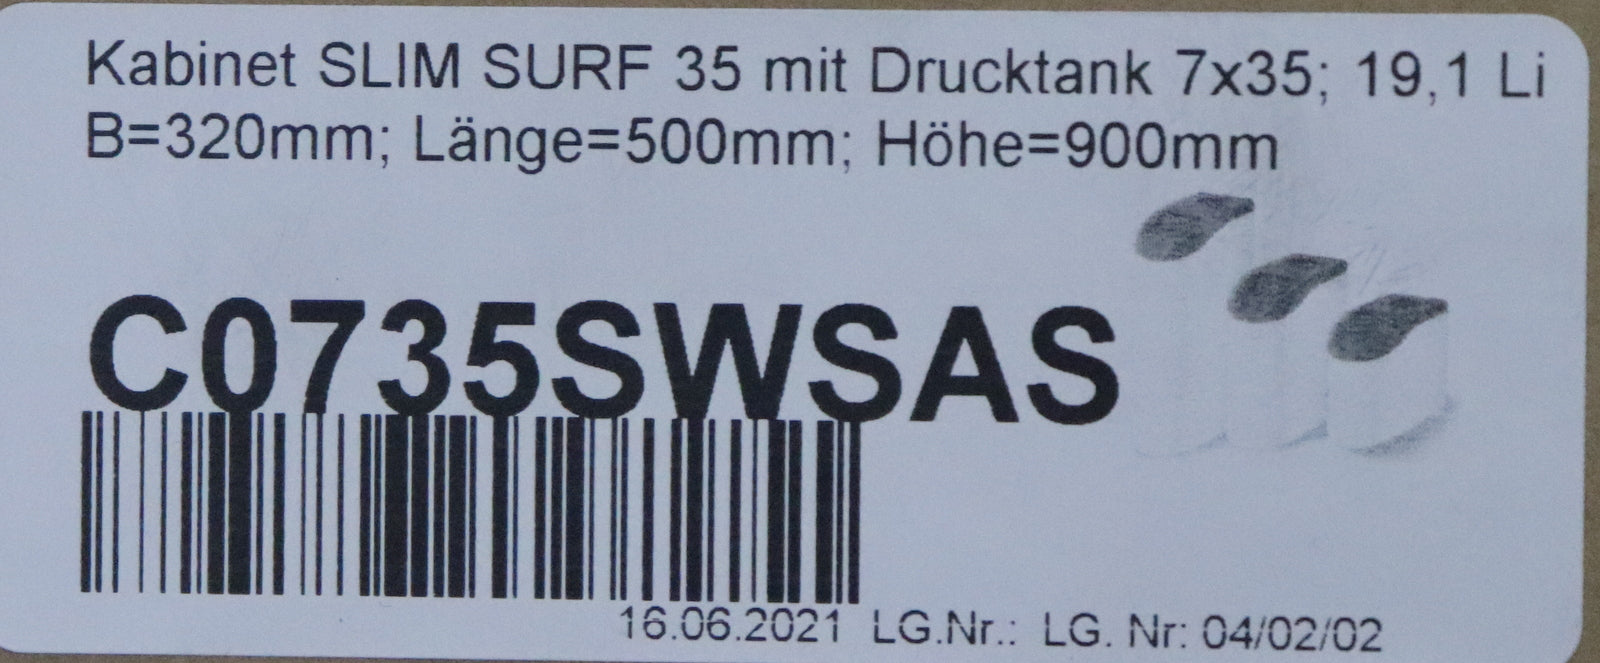 Kabinet SLIM SURF 35 mit Drucktank 7x35; 19,1 Li
B=320mm; Länge=500mm; Höhe=900mm
C0735SWSAS
16.06.2021 LG.Nr.: LG. Nr: 04/02/02